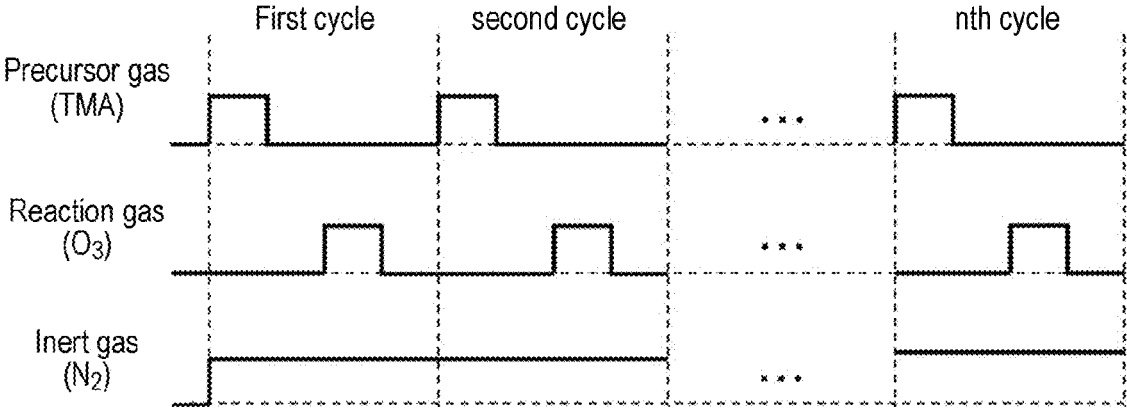 First cycle
second cycle
nth cycle
Precursor gas
(TMA)
Reaction gas
(O₃)
Inert gas
(N₂)